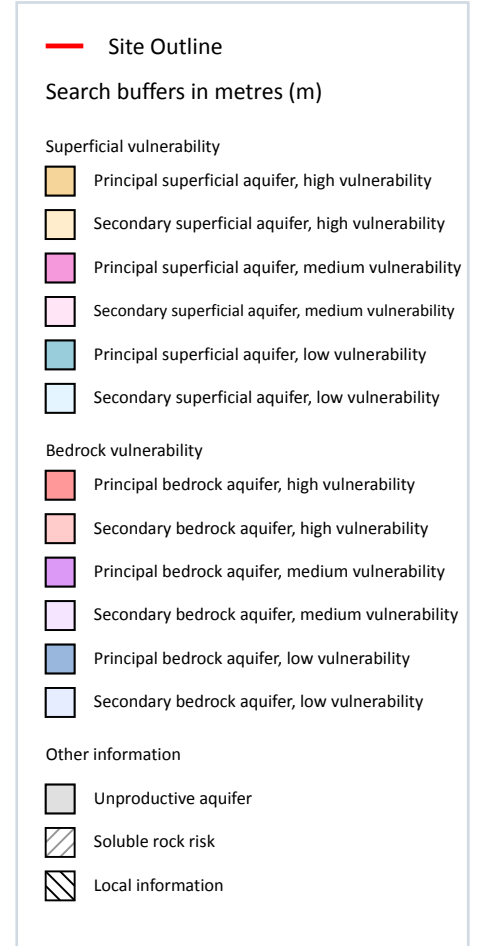 Site Outline
Search buffers in metres (m)
Superficial vulnerability
Principal superficial aquifer, high vulnerability
Secondary superficial aquifer, high vulnerability
Principal superficial aquifer, medium vulnerability
Secondary superficial aquifer, medium vulnerability
Principal superficial aquifer, low vulnerability
Secondary superficial aquifer, low vulnerability
Bedrock vulnerability
Principal bedrock aquifer, high vulnerability
Secondary bedrock aquifer, high vulnerability
Principal bedrock aquifer, medium vulnerability
Secondary bedrock aquifer, medium vulnerability
Principal bedrock aquifer, low vulnerability
Secondary bedrock aquifer, low vulnerability
Other information
Unproductive aquifer
Soluble rock risk
Local information